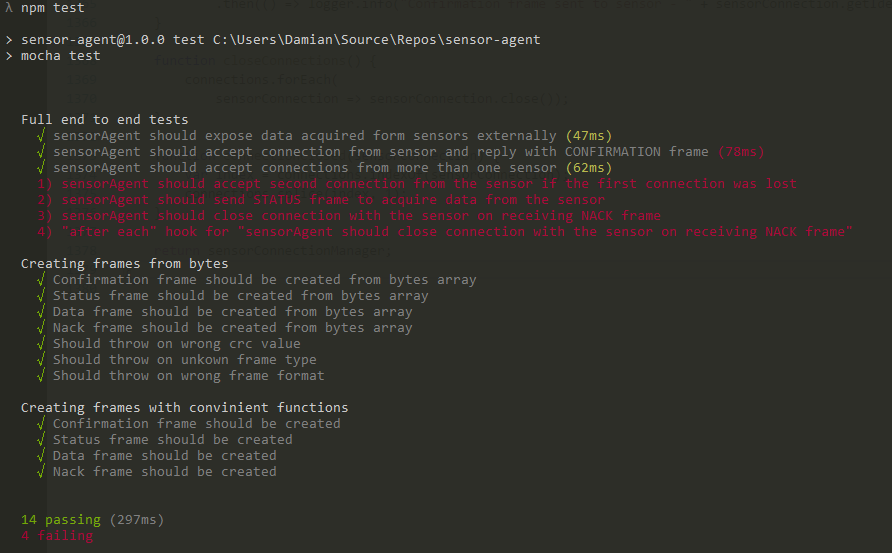 λ npm test
> sensor-agent@1.0.0 test C:\Users\Damian\Source\Repos\sensor-agent
> mocha test
Full end to end tests
√ sensorAgent should expose data acquired form sensors externally (47ms)
√ sensorAgent should accept connection from sensor and reply with CONFIRMATION frame (78ms)
√ sensorAgent should accept connections from more than one sensor (62ms)
1) sensorAgent should accept second connection from the sensor if the first connection was lost
2) sensorAgent should send STATUS frame to acquire data from the sensor
3) sensorAgent should close connection with the sensor on receiving NACK frame
4) "after each" hook for "sensorAgent should close connection with the sensor on receiving NACK frame"
Creating frames from bytes
√ Confirmation frame should be created from bytes array
√ Status frame should be created from bytes array
√ Data frame should be created from bytes array
√ Nack frame should be created from bytes array
√ Should throw on wrong crc value
√ Should throw on unkown frame type
√ Should throw on wrong frame format
Creating frames with convinient functions
√ Confirmation frame should be created
√ Status frame should be created
√ Data frame should be created
√ Nack frame should be created
14 passing (297ms)
4 failing